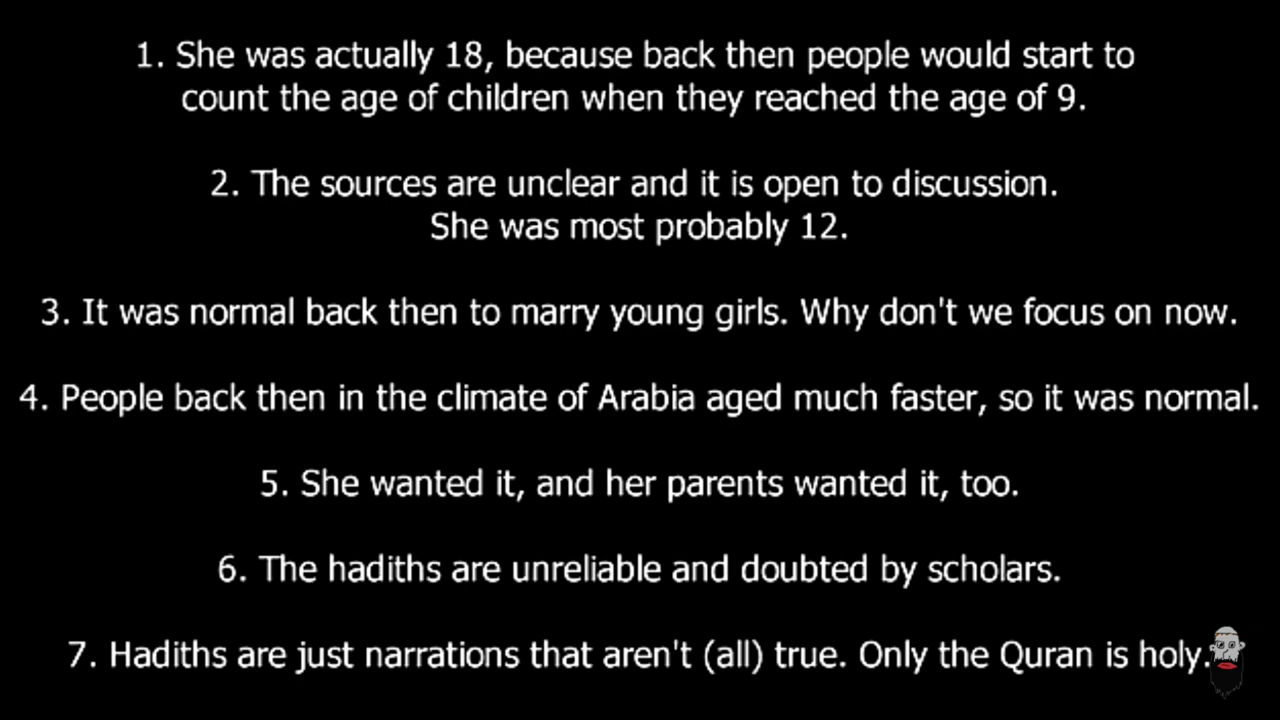 1. She was actually 18, because back then people would start to
count the age of children when they reached the age of 9.
2. The sources are unclear and it is open to discussion.
She was most probably 12.
3. It was normal back then to marry young girls. Why don't we focus on now.
4. People back then in the climate of Arabia aged much faster, so it was normal.
5. She wanted it, and her parents wanted it, too.
6. The hadiths are unreliable and doubted by scholars.
7. Hadiths are just narrations that aren't (all) true. Only the Quran is holy.